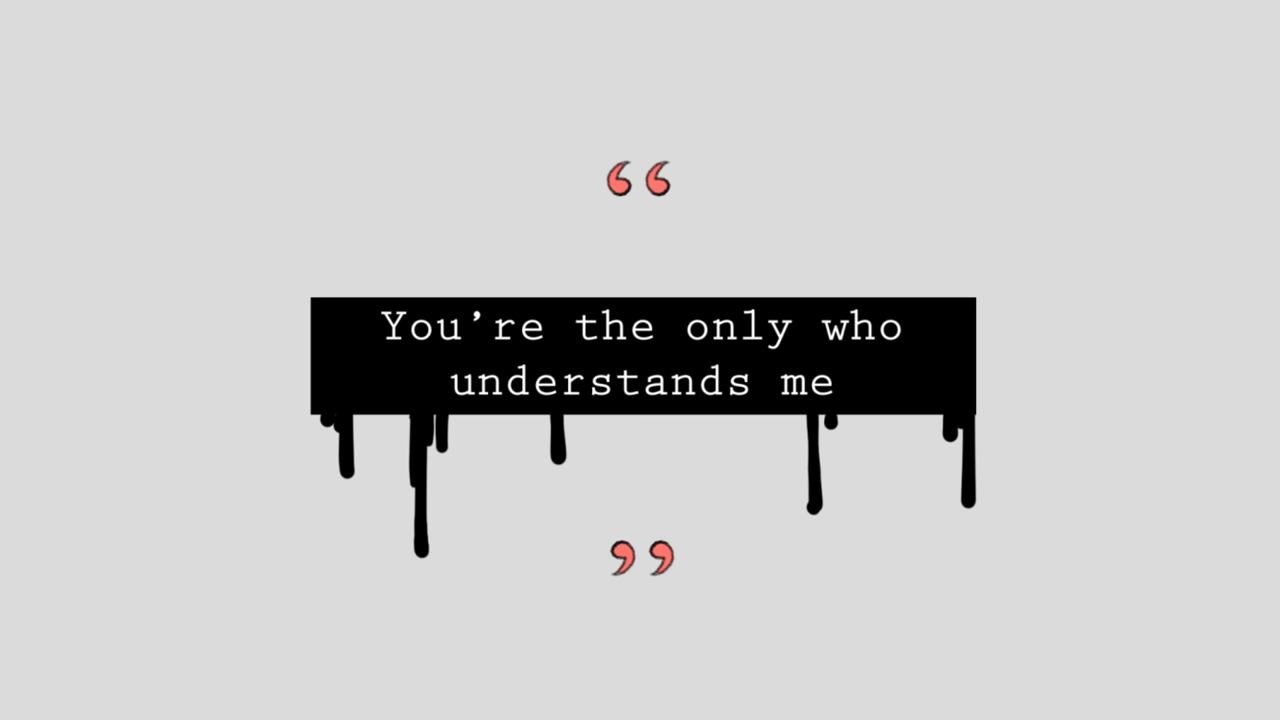 “
You’re the only who
understands me
”